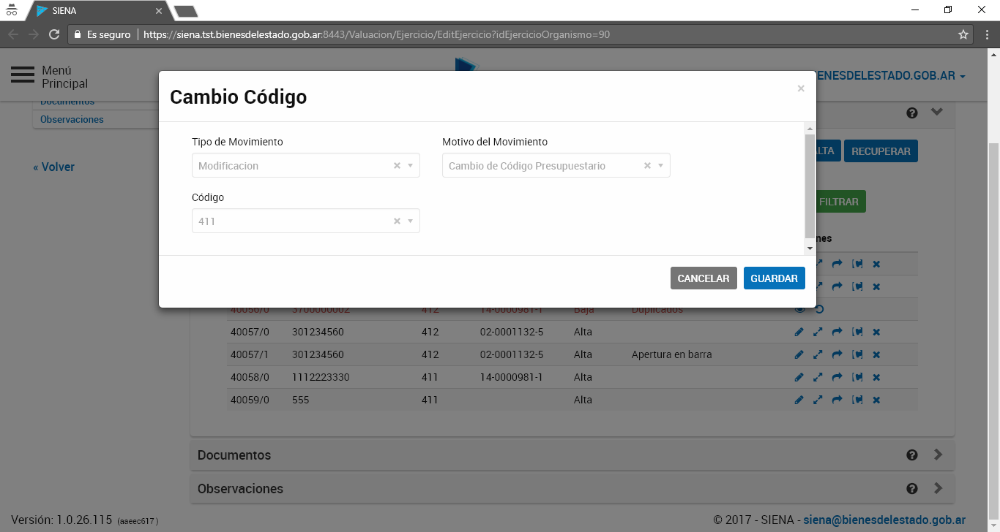 SIENA
Es seguro | https://siena.tst.bienesdelestado.gob.ar:8443/Valuacion/Ejercicio/EditEjercicio?idEjercicioOrganismo=90
Menú
Principal
IENESDELESTADO.GOB.AR
Documentos
Observaciones
« Volver
Cambio Código
×
Tipo de Movimiento
Motivo del Movimiento
Modificacion
Cambio de Código Presupuestario
Código
411
CANCELAR
GUARDAR
LTA
RECUPERAR
FILTRAR
nes
40056/0 3700000002 412 14-0000981-1 Baja Duplicados
40057/0 301234560 412 02-0001132-5 Alta
40057/1 301234560 412 02-0001132-5 Alta Apertura en barra
40058/0 1112223330 411 14-0000981-1 Alta
40059/0 555 411 Alta
Documentos
Observaciones
Versión: 1.0.26.115 (aaeec617)
© 2017 - SIENA - siena@bienesdelestado.gob.ar